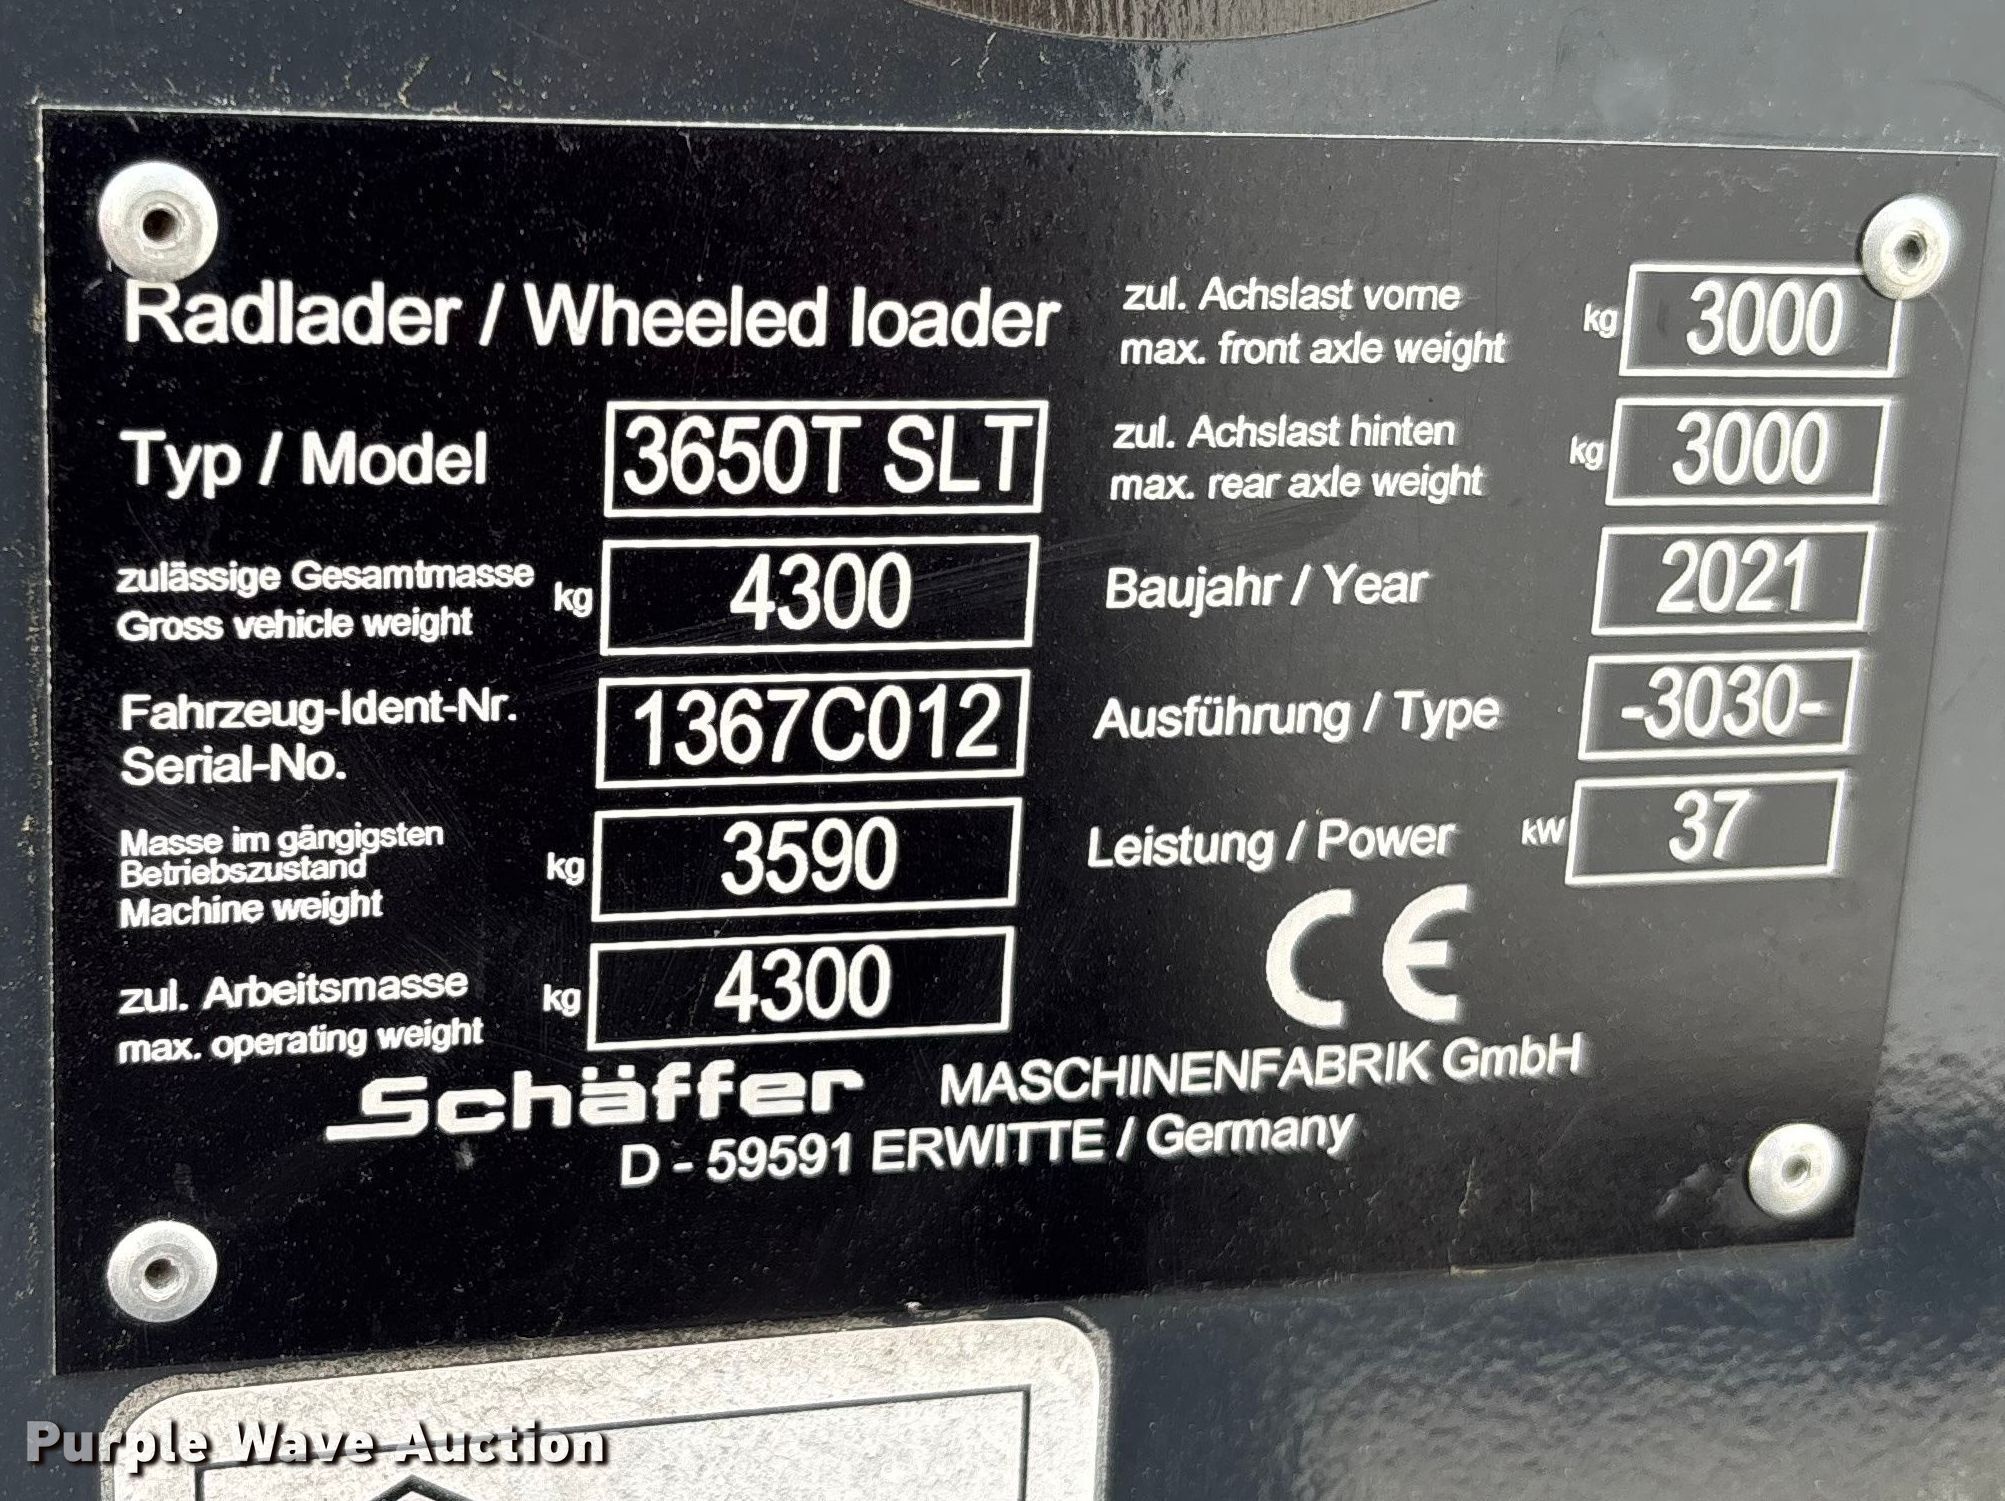 Radlader / Wheeled loader
Typ / Model 3650T SLT
zulässige Gesamtmasse
Gross vehicle weight kg 4300
Fahrzeug-Ident-Nr.
Serial-No. 1367C012
Masse im gängigsten
Betriebszustand
Machine weight kg 3590
zul. Arbeitsmasse
max. operating weight kg 4300
zul. Achslast vorne
max. front axle weight kg 3000
zul. Achslast hinten
max. rear axle weight kg 3000
Baujahr / Year 2021
Ausführung / Type -3030-
Leistung / Power kW 37
CE
Schäffer MASCHINENFABRIK GmbH
D - 59591 ERWITTE / Germany
Purple Wave Auction